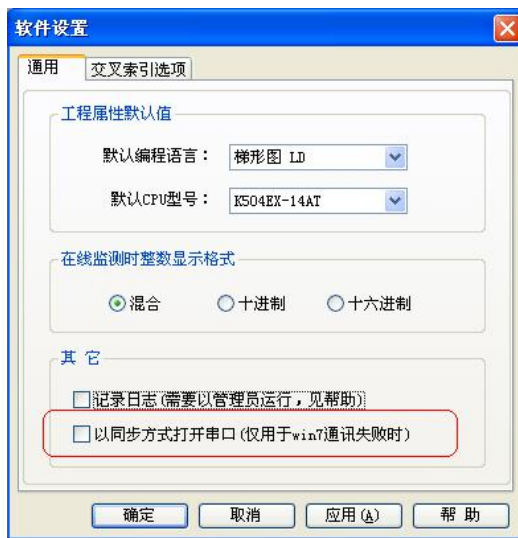 软件设置
通用 交叉索引选项
工程属性默认值
默认编程语言： 梯形图 LD
默认CPU型号： K504EX-14AT
在线监测时整数显示格式
混合 十进制 十六进制
其它
记录日志(需要以管理员运行，见帮助)
以同步方式打开串口(仅用于win7通讯失败时)
确定 取消 应用(A) 帮助